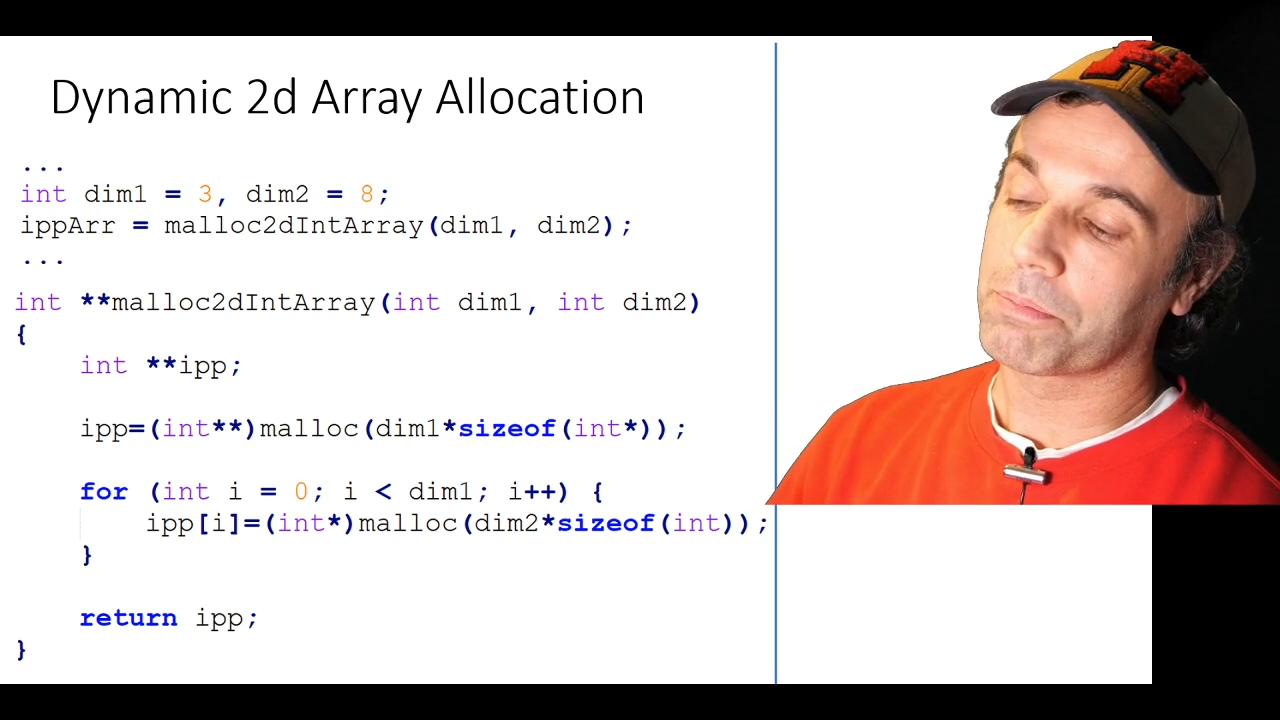 Dynamic 2d Array Allocation
...
int dim1 = 3, dim2 = 8;
ippArr = malloc2dIntArray(dim1, dim2);
...
int **malloc2dIntArray(int dim1, int dim2)
{
    int **ipp;
    ipp=(int**)malloc(dim1*sizeof(int*));
    for (int i = 0; i < dim1; i++) {
        ipp[i]=(int*)malloc(dim2*sizeof(int));
    }
    return ipp;
}
H